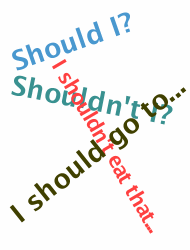 Should I?
Shouldn't I?
I shouldn't eat that...
I should go to...